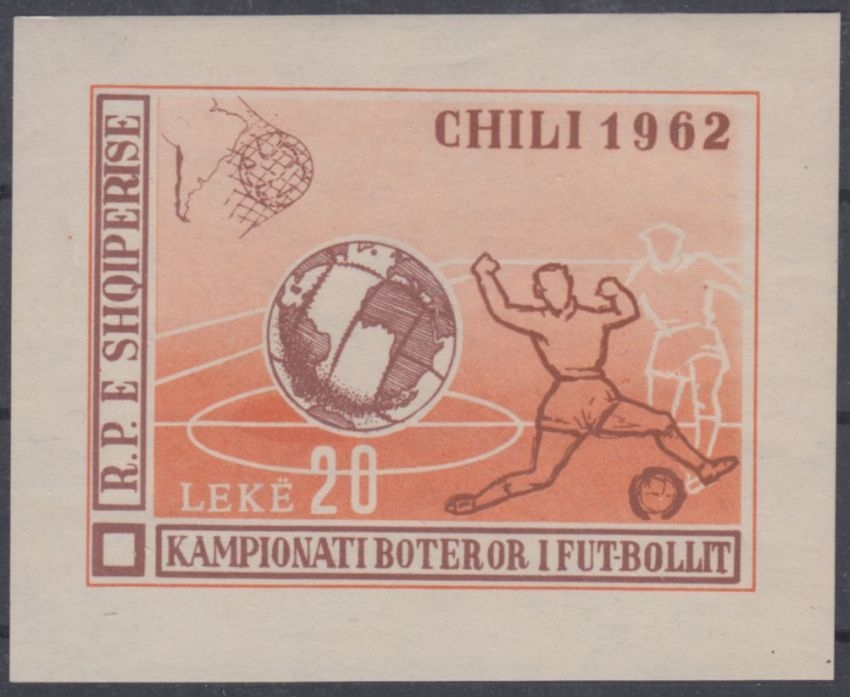 CHILI 1962
R.P. E SHQIPERISE
LEKË 20
KAMPIONATI BOTEROR I FUT-BOLLIT